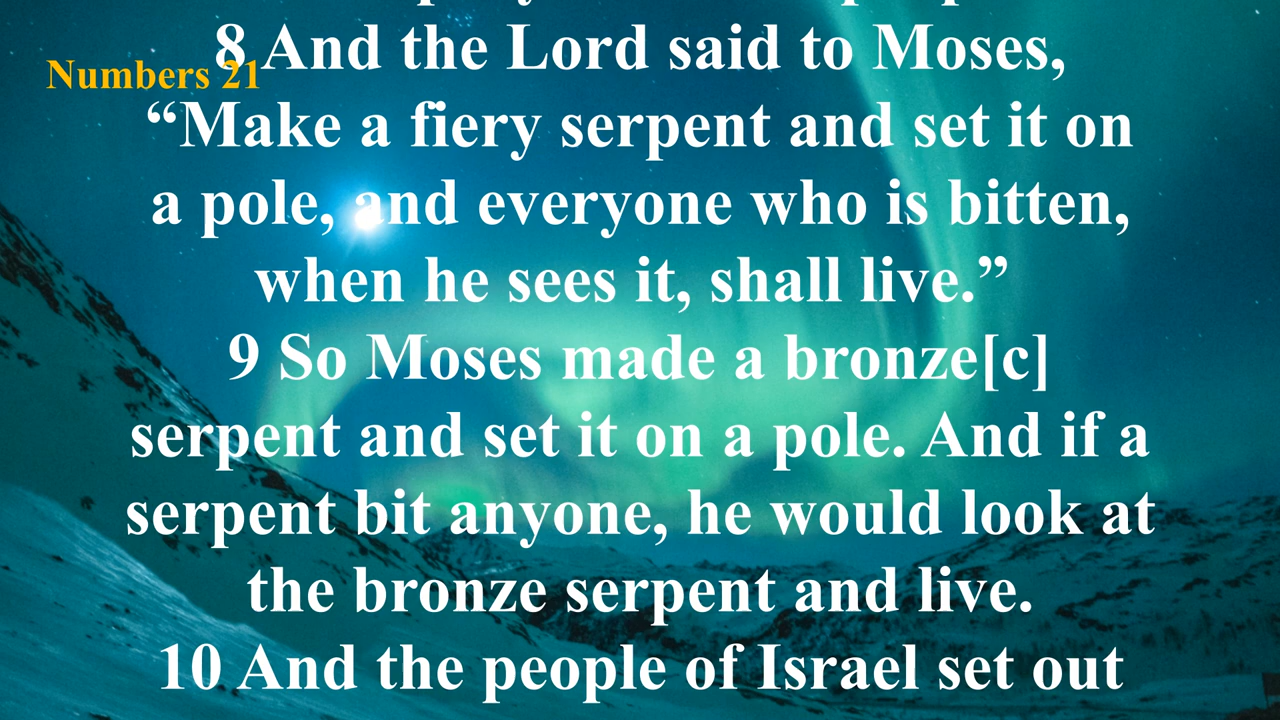 Numbers 21
8 And the Lord said to Moses,
“Make a fiery serpent and set it on
a pole, and everyone who is bitten,
when he sees it, shall live.”
9 So Moses made a bronze[c]
serpent and set it on a pole. And if a
serpent bit anyone, he would look at
the bronze serpent and live.
10 And the people of Israel set out